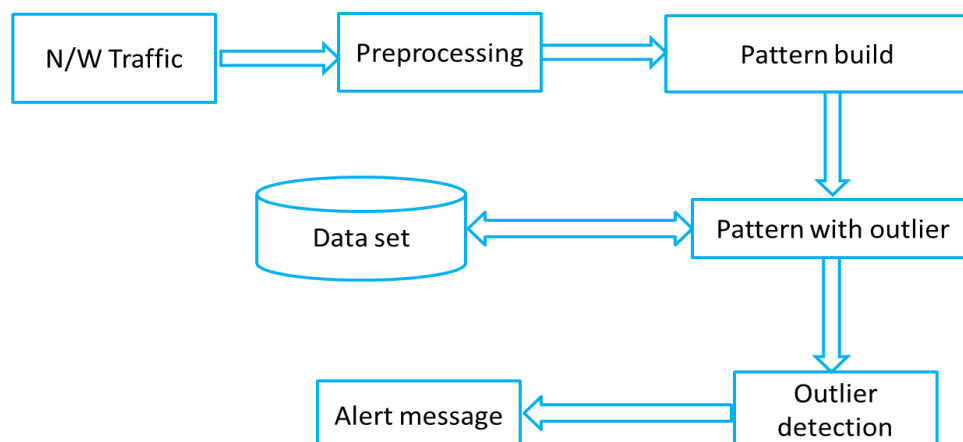 N/W Traffic
Preprocessing
Pattern build
Data set
Pattern with outlier
Alert message
Outlier
detection